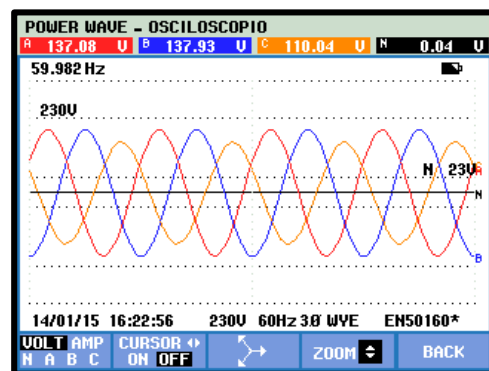 POWER WAVE - OSCILOSCOPIO
A 137.08 V B 137.93 V C 110.04 V N 0.04 V
59.982 Hz
230V
N 23V
A
N
B
14/01/15 16:22:56 230V 60Hz 3Ø WYE EN50160*
VOLT AMP CURSOR ZOOM BACK
N A B C ON OFF